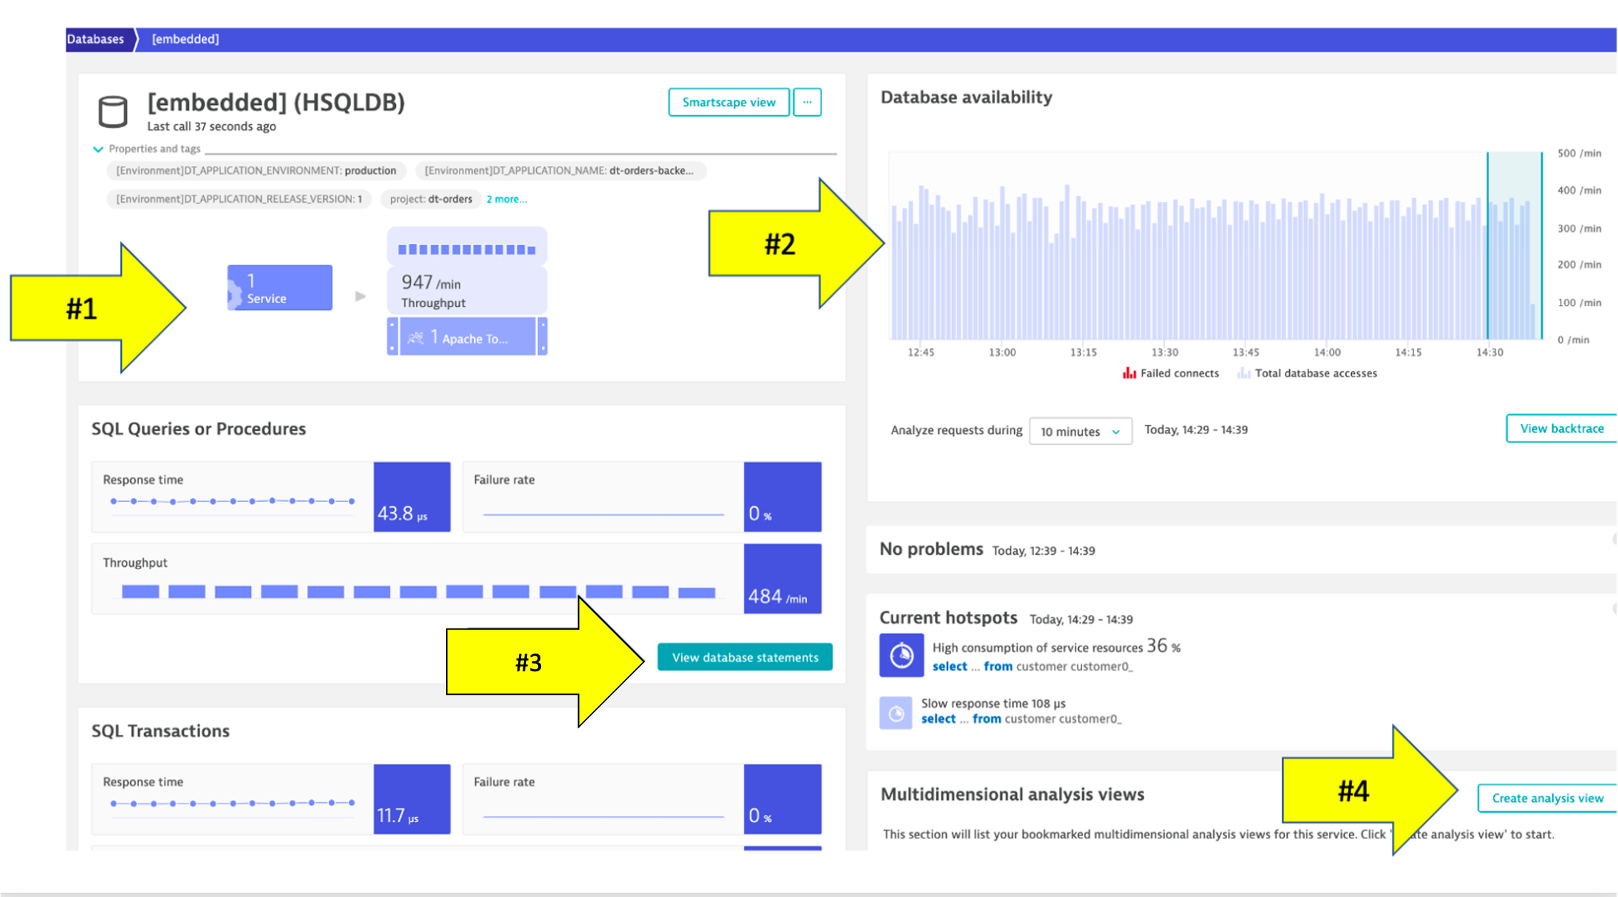 Databases [embedded]
[embedded] (HSQLDB)
Last call 37 seconds ago
Smartscape view ...
Properties and tags
[Environment]DT_APPLICATION_ENVIRONMENT: production [Environment]DT_APPLICATION_NAME: dt-orders-backe...
[Environment]DT_APPLICATION_RELEASE_VERSION: 1 project: dt-orders 2 more...
#1
1
Service
947 /min
Throughput
1 Apache To...
SQL Queries or Procedures
Response time
43.8 µs
Failure rate
0 %
Throughput
484 /min
#3
View database statements
SQL Transactions
Response time
11.7 µs
Failure rate
0 %
Database availability
#2
500 /min
400 /min
300 /min
200 /min
100 /min
0 /min
12:45 13:00 13:15 13:30 13:45 14:00 14:15 14:30
Failed connects Total database accesses
Analyze requests during 10 minutes Today, 14:29 - 14:39
View backtrace
No problems Today, 12:39 - 14:39
Current hotspots Today, 14:29 - 14:39
High consumption of service resources 36 %
select ... from customer customer0_
Slow response time 108 µs
select ... from customer customer0_
#4
Multidimensional analysis views
Create analysis view
This section will list your bookmarked multidimensional analysis views for this service. Click ' ate analysis view' to start.